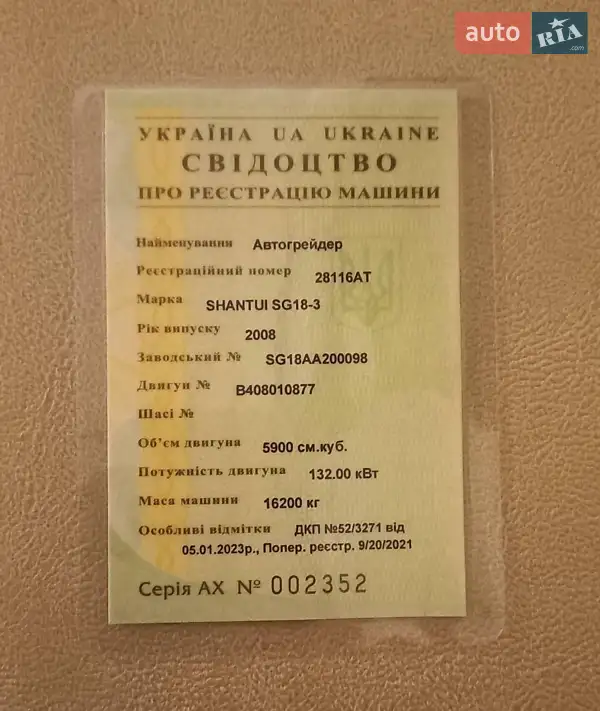 auto RIA .com
УКРАЇНА UA UKRAINE
СВІДОЦТВО
ПРО РЕЄСТРАЦІЮ МАШИНИ
Найменування Автогрейдер
Реєстраційний номер 28116АТ
Марка SHANTUI SG18-3
Рік випуску 2008
Заводський № SG18AA200098
Двигун № B408010877
Шасі №
Об'єм двигуна 5900 см.куб.
Потужність двигуна 132.00 кВт
Маса машини 16200 кг
Особливі відмітки ДКП №52/3271 від
05.01.2023р., Попер. реєстр. 9/20/2021
Серія АХ № 002352